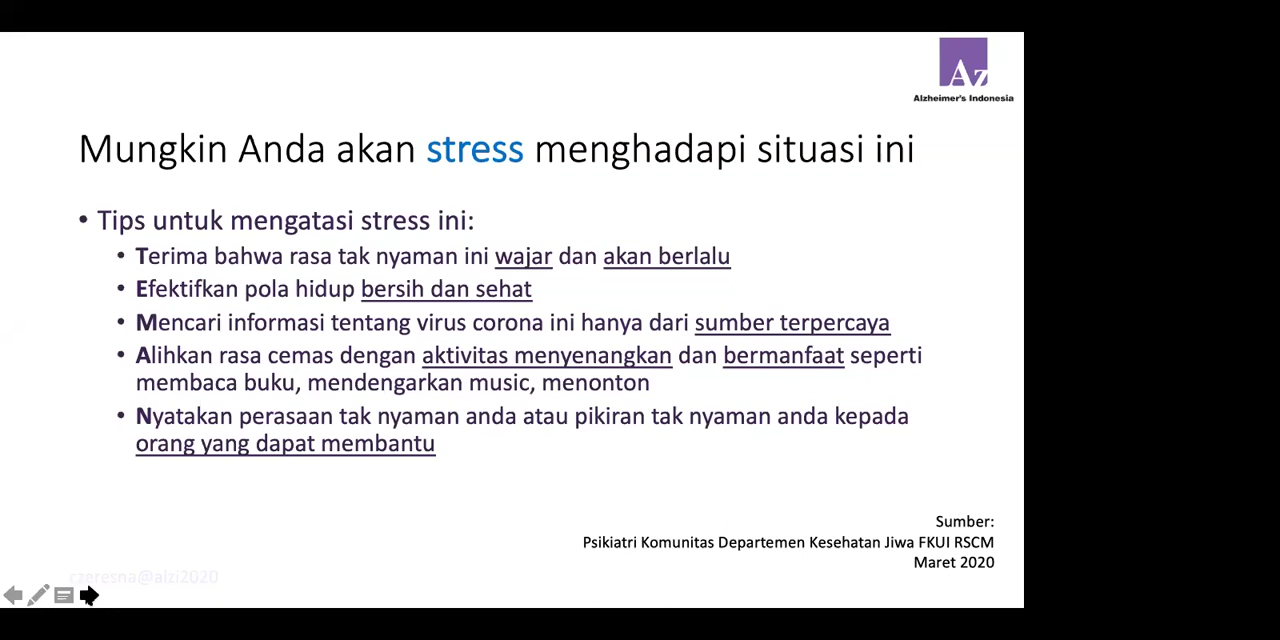 Az
Alzheimer's Indonesia
Mungkin Anda akan stress menghadapi situasi ini
• Tips untuk mengatasi stress ini:
• Terima bahwa rasa tak nyaman ini wajar dan akan berlalu
• Efektifkan pola hidup bersih dan sehat
• Mencari informasi tentang virus corona ini hanya dari sumber terpercaya
• Alihkan rasa cemas dengan aktivitas menyenangkan dan bermanfaat seperti
membaca buku, mendengarkan music, menonton
• Nyatakan perasaan tak nyaman anda atau pikiran tak nyaman anda kepada
orang yang dapat membantu
Sumber:
Psikiatri Komunitas Departemen Kesehatan Jiwa FKUI RSCM
Maret 2020
czeresna@alzi2020